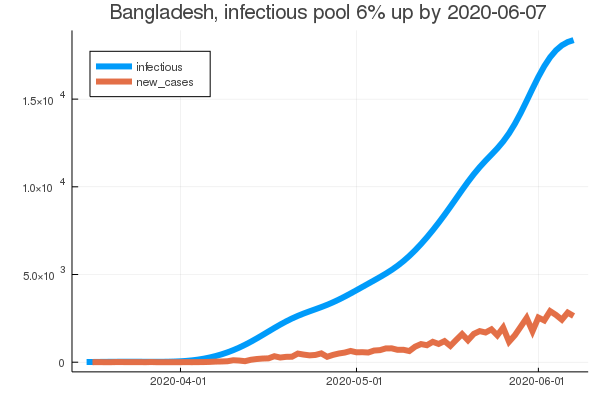 Bangladesh, infectious pool 6% up by 2020-06-07
infectious
new_cases
1.5×10⁴
1.0×10⁴
5.0×10³
0
2020-04-01 2020-05-01 2020-06-01